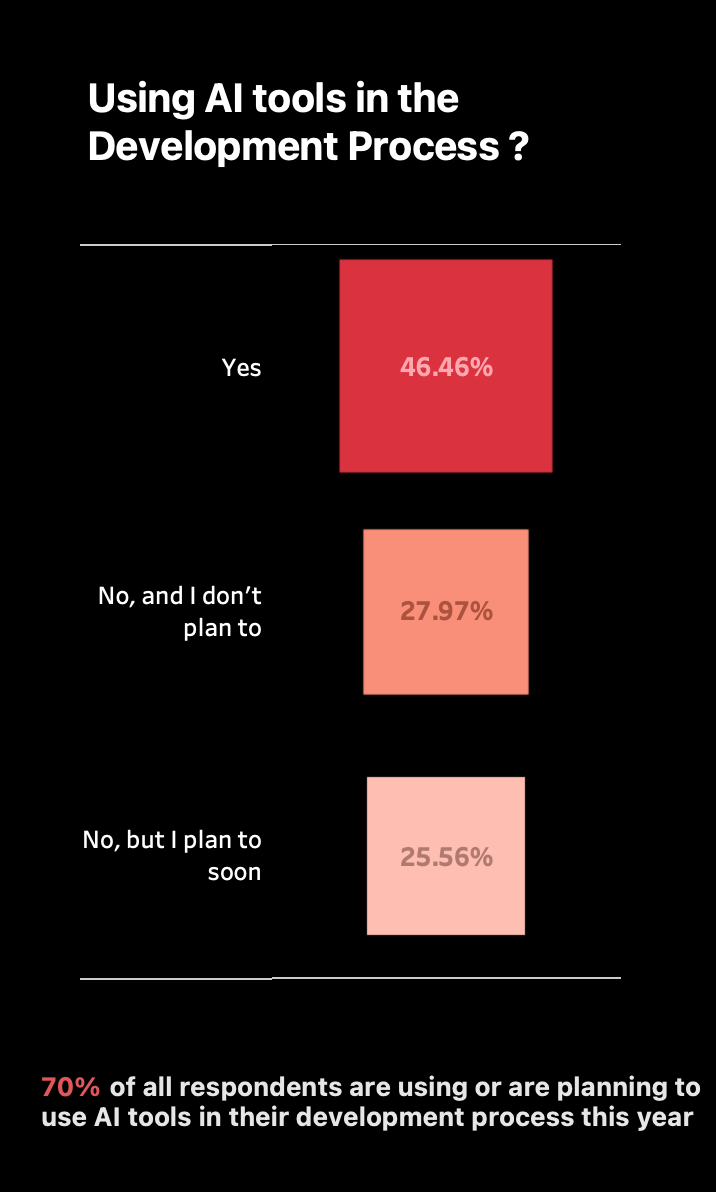 Using AI tools in the
Development Process ?
Yes
46.46%
No, and I don’t
plan to
27.97%
No, but I plan to
soon
25.56%
70% of all respondents are using or are planning to
use AI tools in their development process this year